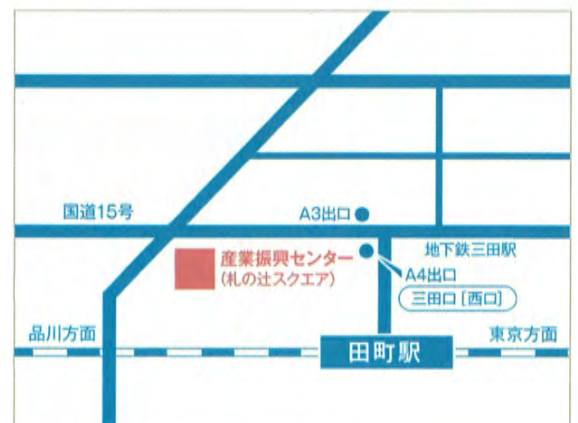 国道15号
A3出口
産業振興センター
(札の辻スクエア)
地下鉄三田駅
A4出口
三田口［西口］
品川方面
東京方面
田町駅